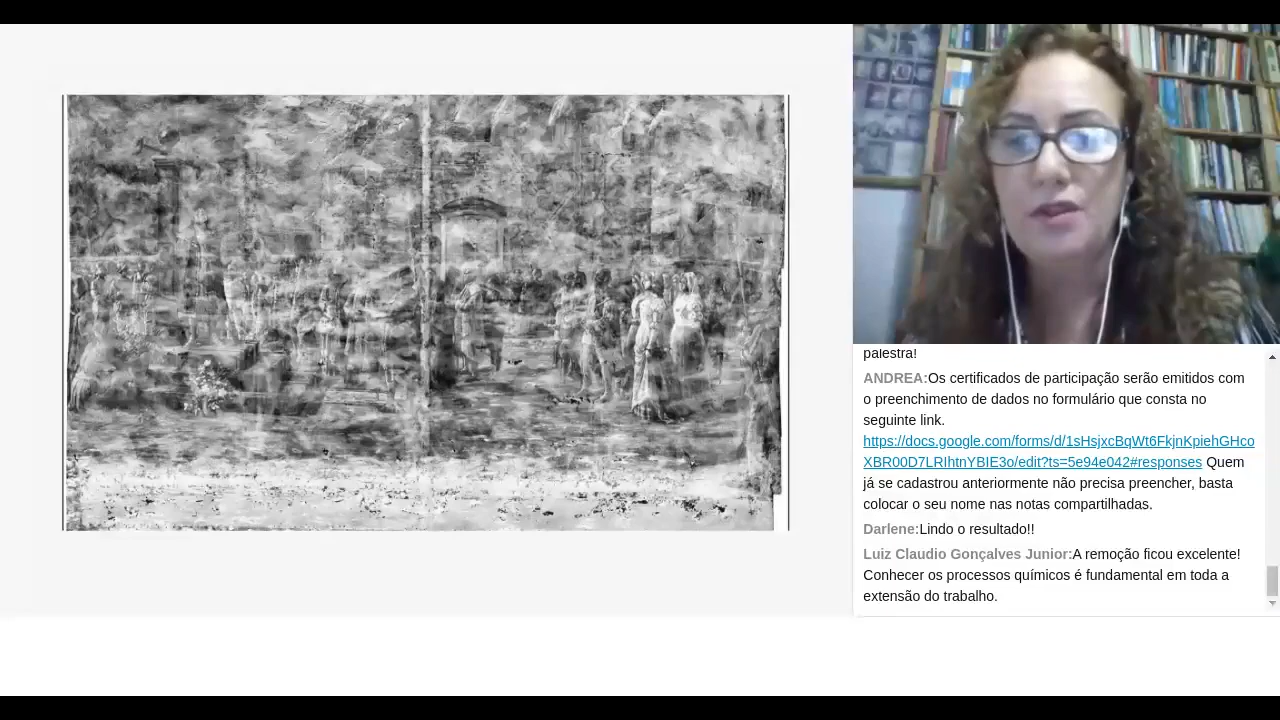 palestra!
ANDREA:Os certificados de participação serão emitidos com
o preenchimento de dados no formulário que consta no
seguinte link.
https://docs.google.com/forms/d/1sHsjxcBqWt6FkjnKpiehGHco
XBR00D7LRIhtnYBIE3o/edit?ts=5e94e042#responses Quem
já se cadastrou anteriormente não precisa preencher, basta
colocar o seu nome nas notas compartilhadas.
Darlene:Lindo o resultado!!
Luiz Claudio Gonçalves Junior:A remoção ficou excelente!
Conhecer os processos químicos é fundamental em toda a
extensão do trabalho.